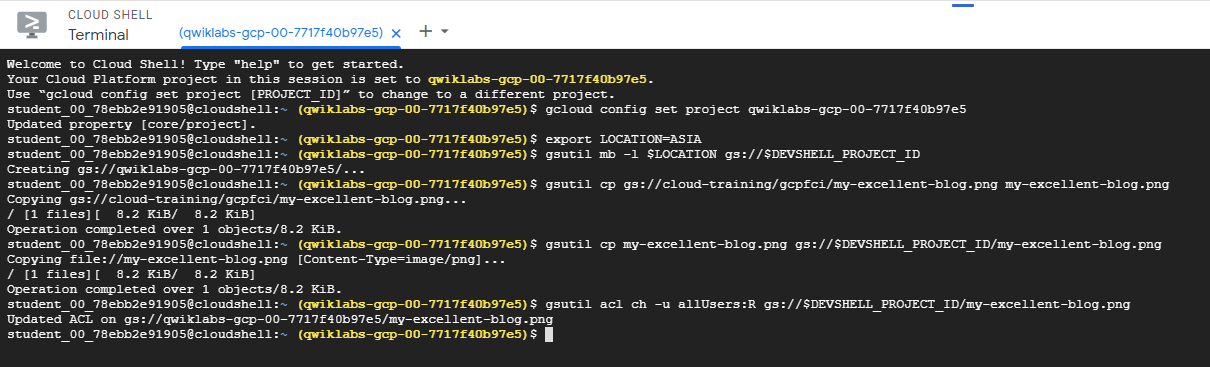 CLOUD SHELL
Terminal
(qwiklabs-gcp-00-7717f40b97e5) × + ▾
Welcome to Cloud Shell! Type "help" to get started.
Your Cloud Platform project in this session is set to qwiklabs-gcp-00-7717f40b97e5.
Use “gcloud config set project [PROJECT_ID]” to change to a different project.
student_00_78ebb2e91905@cloudshell:~ (qwiklabs-gcp-00-7717f40b97e5)$ gcloud config set project qwiklabs-gcp-00-7717f40b97e5
Updated property [core/project].
student_00_78ebb2e91905@cloudshell:~ (qwiklabs-gcp-00-7717f40b97e5)$ export LOCATION=ASIA
student_00_78ebb2e91905@cloudshell:~ (qwiklabs-gcp-00-7717f40b97e5)$ gsutil mb -l $LOCATION gs://$DEVSHELL_PROJECT_ID
Creating gs://qwiklabs-gcp-00-7717f40b97e5/...
student_00_78ebb2e91905@cloudshell:~ (qwiklabs-gcp-00-7717f40b97e5)$ gsutil cp gs://cloud-training/gcpfci/my-excellent-blog.png my-excellent-blog.png
Copying gs://cloud-training/gcpfci/my-excellent-blog.png...
/ [1 files][  8.2 KiB/  8.2 KiB]
Operation completed over 1 objects/8.2 KiB.
student_00_78ebb2e91905@cloudshell:~ (qwiklabs-gcp-00-7717f40b97e5)$ gsutil cp my-excellent-blog.png gs://$DEVSHELL_PROJECT_ID/my-excellent-blog.png
Copying file://my-excellent-blog.png [Content-Type=image/png]...
/ [1 files][  8.2 KiB/  8.2 KiB]
Operation completed over 1 objects/8.2 KiB.
student_00_78ebb2e91905@cloudshell:~ (qwiklabs-gcp-00-7717f40b97e5)$ gsutil acl ch -u allUsers:R gs://$DEVSHELL_PROJECT_ID/my-excellent-blog.png
Updated ACL on gs://qwiklabs-gcp-00-7717f40b97e5/my-excellent-blog.png
student_00_78ebb2e91905@cloudshell:~ (qwiklabs-gcp-00-7717f40b97e5)$